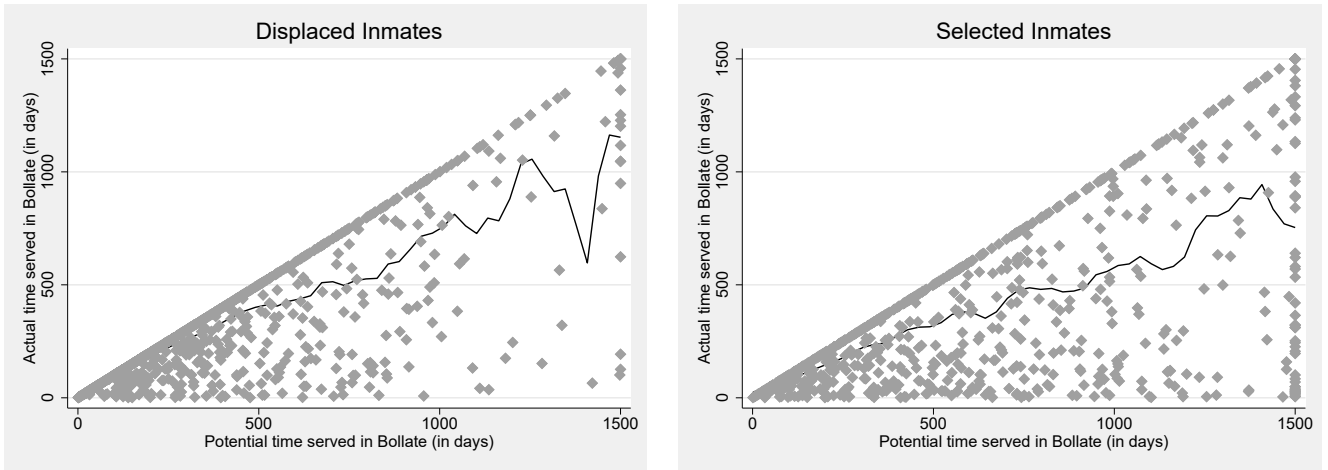 Displaced Inmates
Actual time served in Bollate (in days)
1500
1000
500
0
0 500 1000 1500
Potential time served in Bollate (in days)
Selected Inmates
Actual time served in Bollate (in days)
1500
1000
500
0
0 500 1000 1500
Potential time served in Bollate (in days)